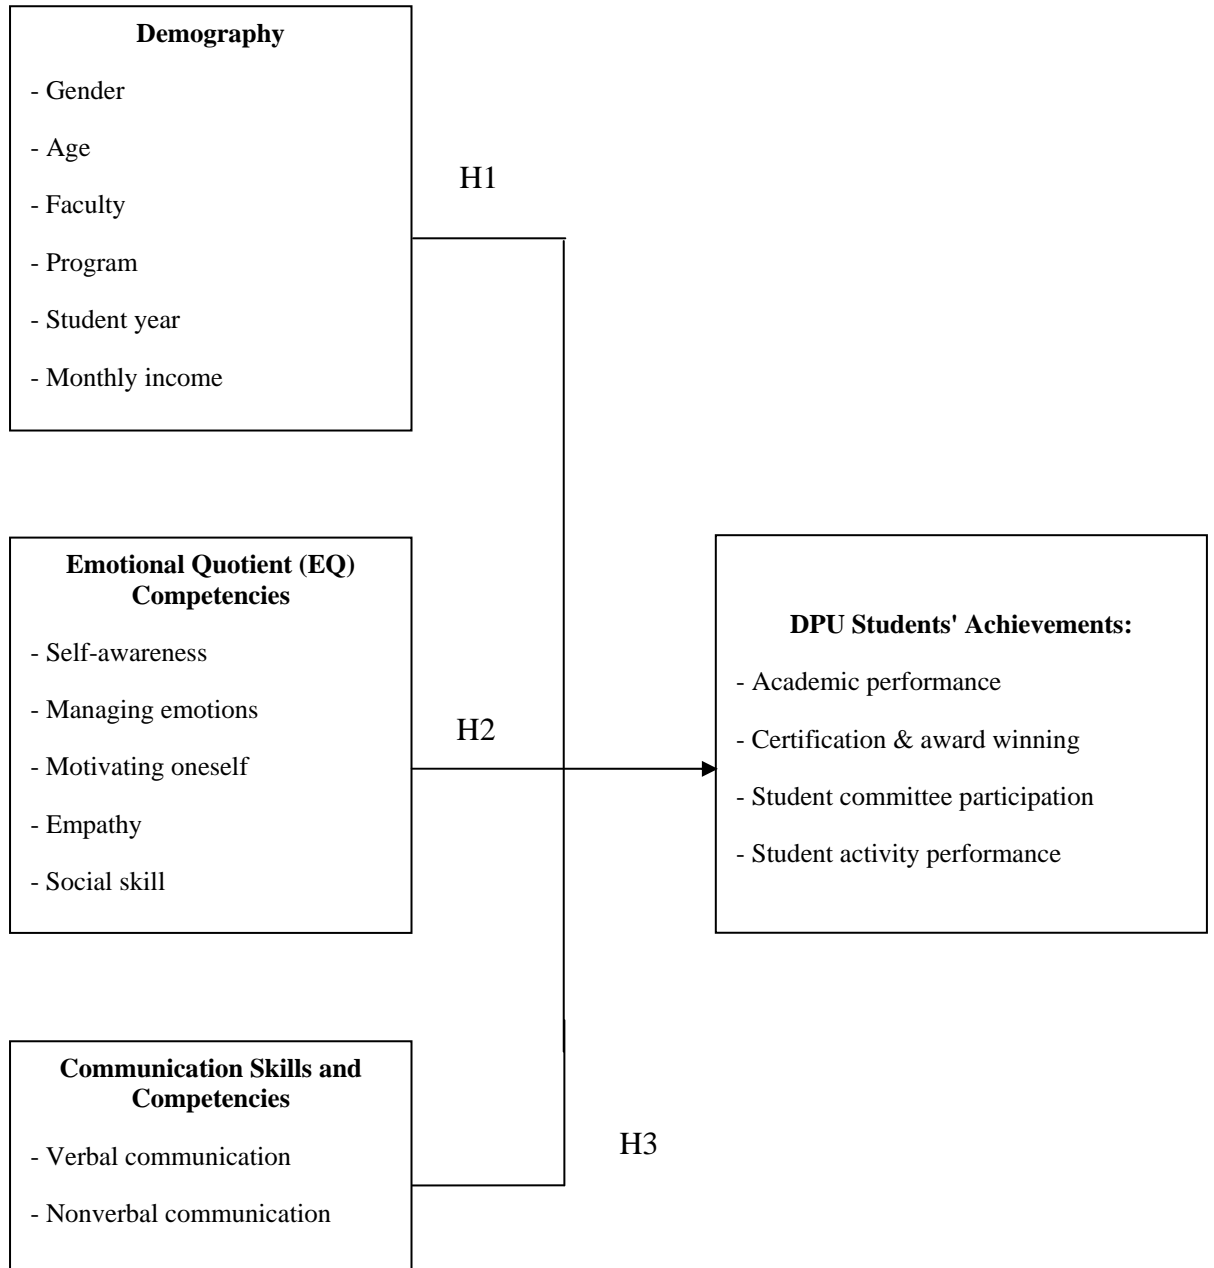 Demography
- Gender
- Age
- Faculty
- Program
- Student year
- Monthly income
H1
Emotional Quotient (EQ)
Competencies
- Self-awareness
- Managing emotions
- Motivating oneself
- Empathy
- Social skill
H2
DPU Students' Achievements:
- Academic performance
- Certification & award winning
- Student committee participation
- Student activity performance
Communication Skills and
Competencies
- Verbal communication
- Nonverbal communication
H3